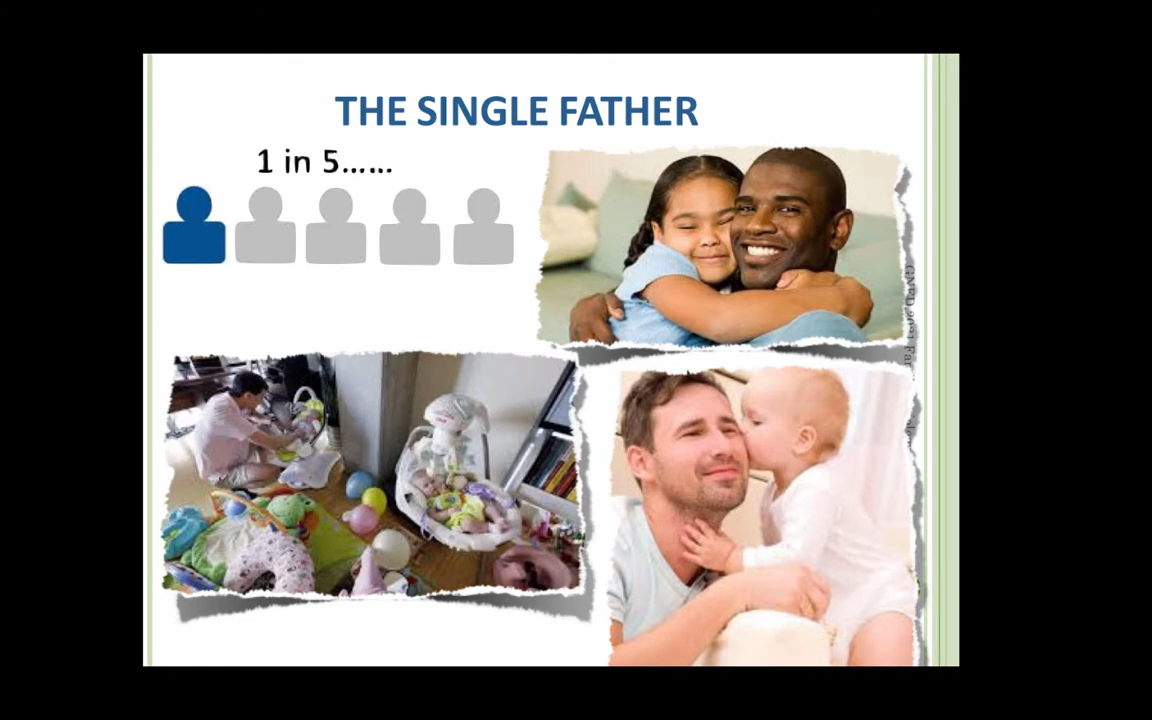 THE SINGLE FATHER
1 in 5......